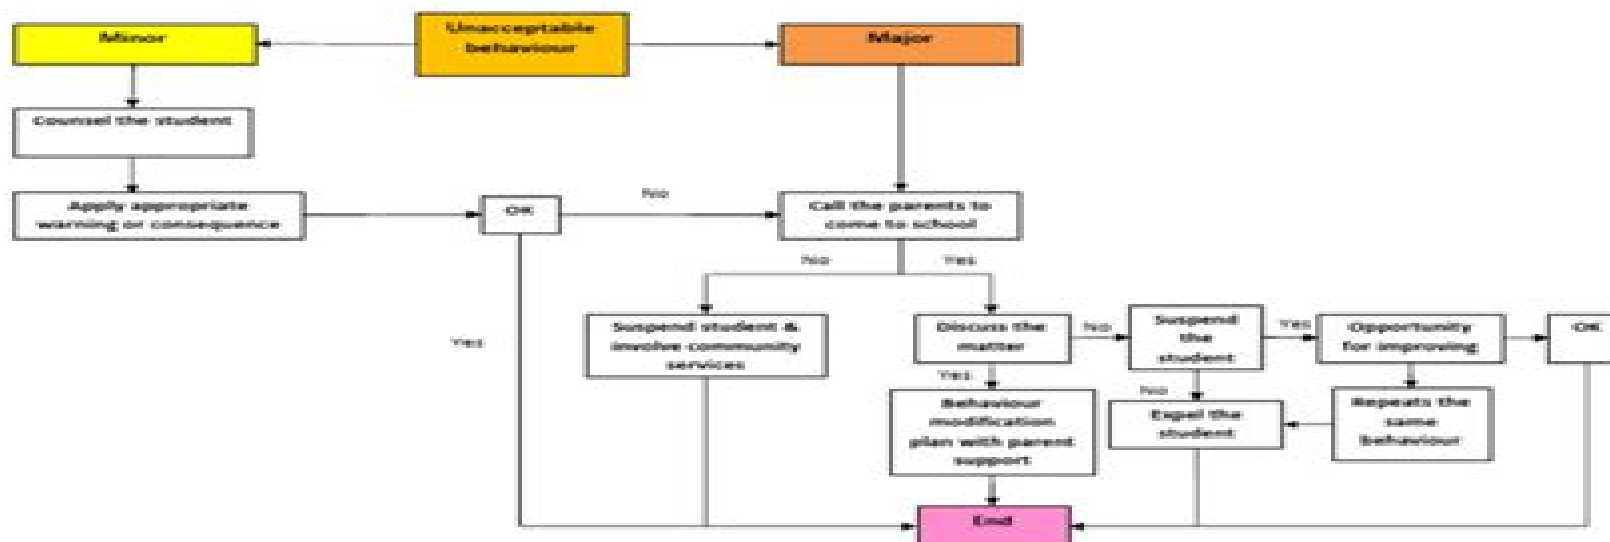 Minor
Unacceptable
behaviour
Major
Counsel the student
Apply appropriate
warning or consequence
OK
No
Call the parents to
come to school
No
Yes
Yes
Suspend student &
involve community
services
Discuss the
matter
No
Suspend
the
student
Yes
Opportunity
for improving
OK
Yes
Behaviour
modification
plan with parent
support
No
Expel the
student
Repeats the
same
behaviour
End